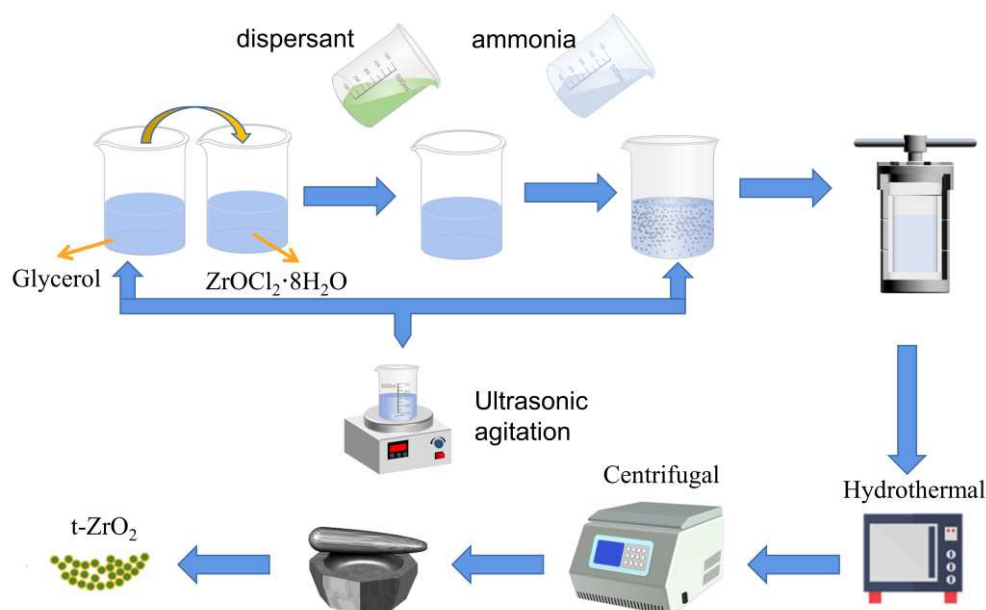 dispersant
ammonia
Glycerol
ZrOCl₂·8H₂O
Ultrasonic
agitation
Hydrothermal
Centrifugal
t-ZrO₂